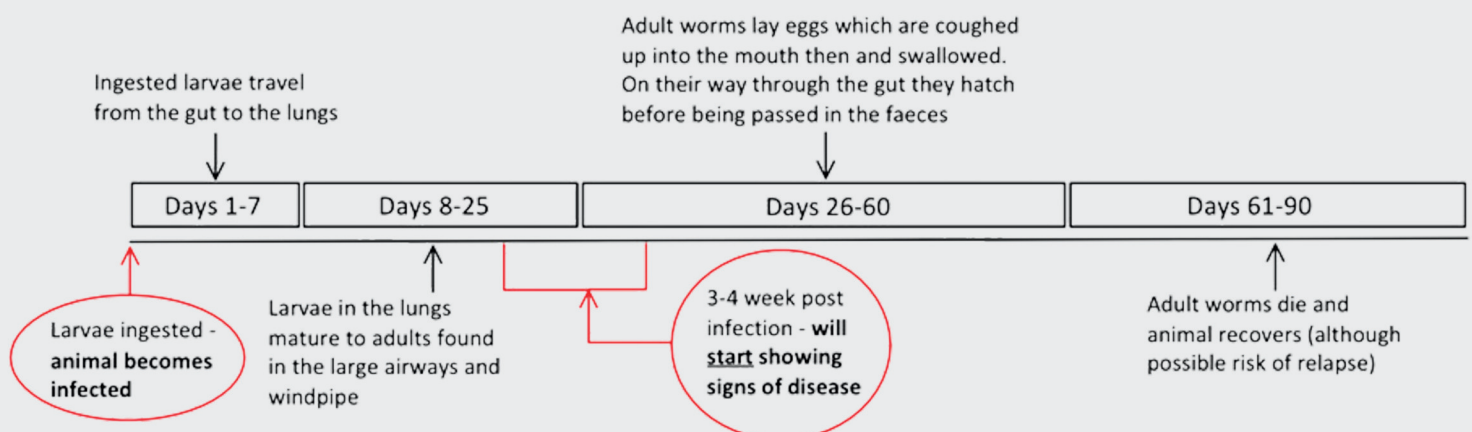 Adult worms lay eggs which are coughed
up into the mouth then and swallowed.
On their way through the gut they hatch
before being passed in the faeces
Ingested larvae travel
from the gut to the lungs
Days 1-7
Days 8-25
Days 26-60
Days 61-90
Larvae ingested -
animal becomes
infected
Larvae in the lungs
mature to adults found
in the large airways and
windpipe
3-4 week post
infection - will
start showing
signs of disease
Adult worms die and
animal recovers (although
possible risk of relapse)